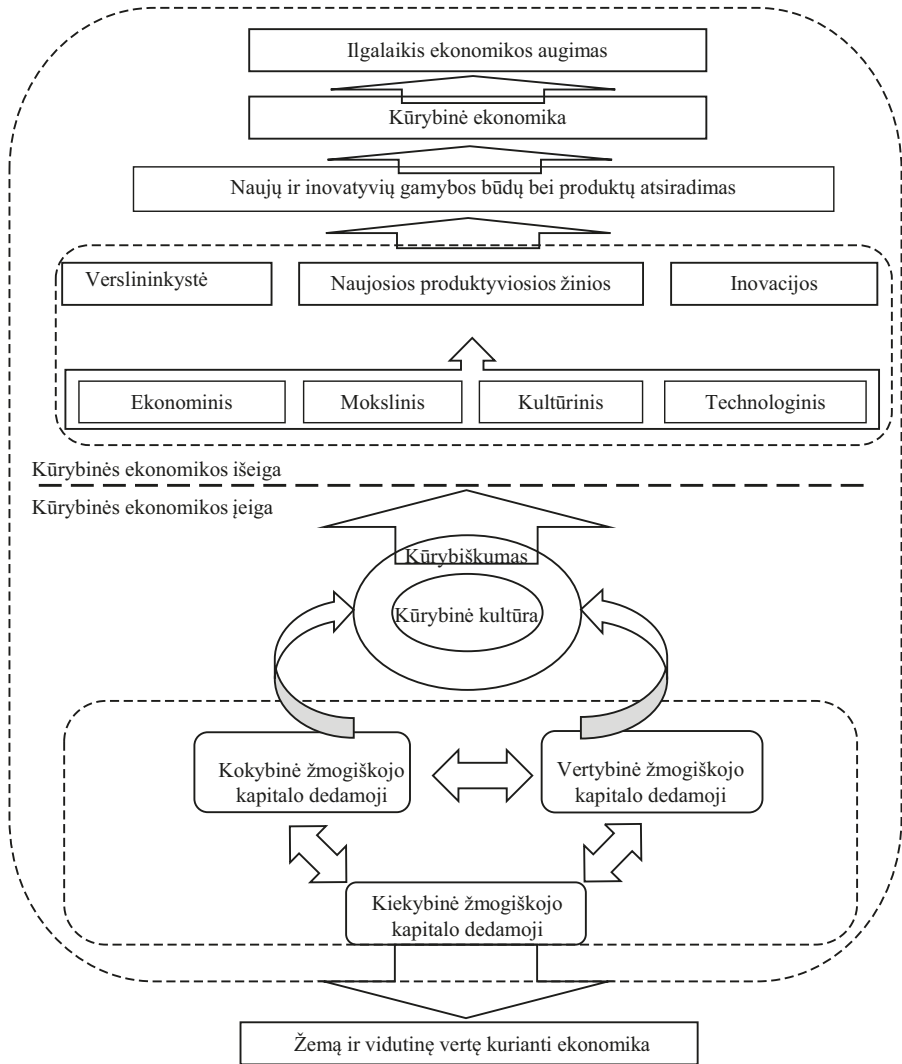 Ilgalaikis ekonomikos augimas
Kūrybinė ekonomika
Naujų ir inovatyvių gamybos būdų bei produktų atsiradimas
Verslininkystė
Naujosios produktyviosios žinios
Inovacijos
Ekonominis
Mokslinis
Kultūrinis
Technologinis
Kūrybinės ekonomikos išeiga
Kūrybinės ekonomikos įeiga
Kūrybiškumas
Kūrybinė kultūra
Kokybinė žmogiškojo
kapitalo dedamoji
Vertybinė žmogiškojo
kapitalo dedamoji
Kiekybinė žmogiškojo
kapitalo dedamoji
Žemą ir vidutinę vertę kurianti ekonomika